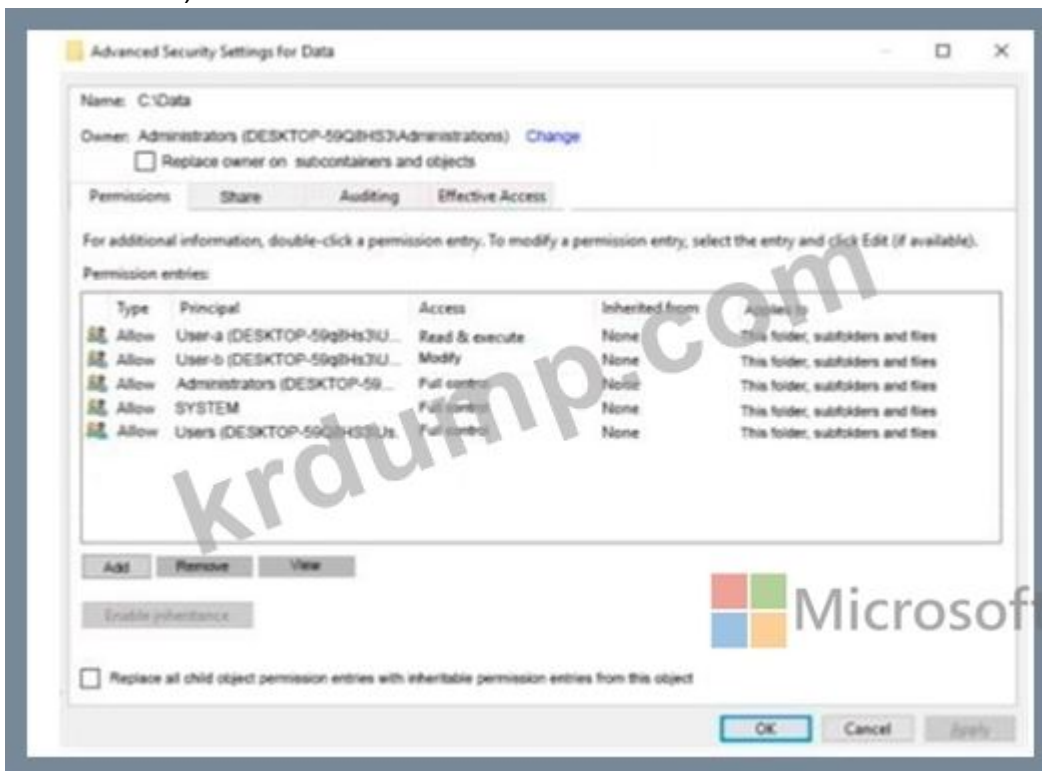 Advanced Security Settings for Data
Name: C:\Data
Owner: Administrators (DESKTOP-59Q8HS3\Administrations) Change
Replace owner on subcontainers and objects
Permissions Share Auditing Effective Access
For additional information, double-click a permission entry. To modify a permission entry, select the entry and click Edit (if available).
Permission entries:
Type Principal Access Inherited from Applies to
Allow User-a (DESKTOP-59q8Hs3\U... Read & execute None This folder, subfolders and files
Allow User-b (DESKTOP-59q8Hs3\U... Modify None This folder, subfolders and files
Allow Administrators (DESKTOP-59... Full control None This folder, subfolders and files
Allow SYSTEM Full control None This folder, subfolders and files
Allow Users (DESKTOP-59Q8HS3\Us. Full control None This folder, subfolders and files
krdump.com
Add Remove View
Microsoft
Enable inheritance
Replace all child object permission entries with inheritable permission entries from this object
OK Cancel Apply